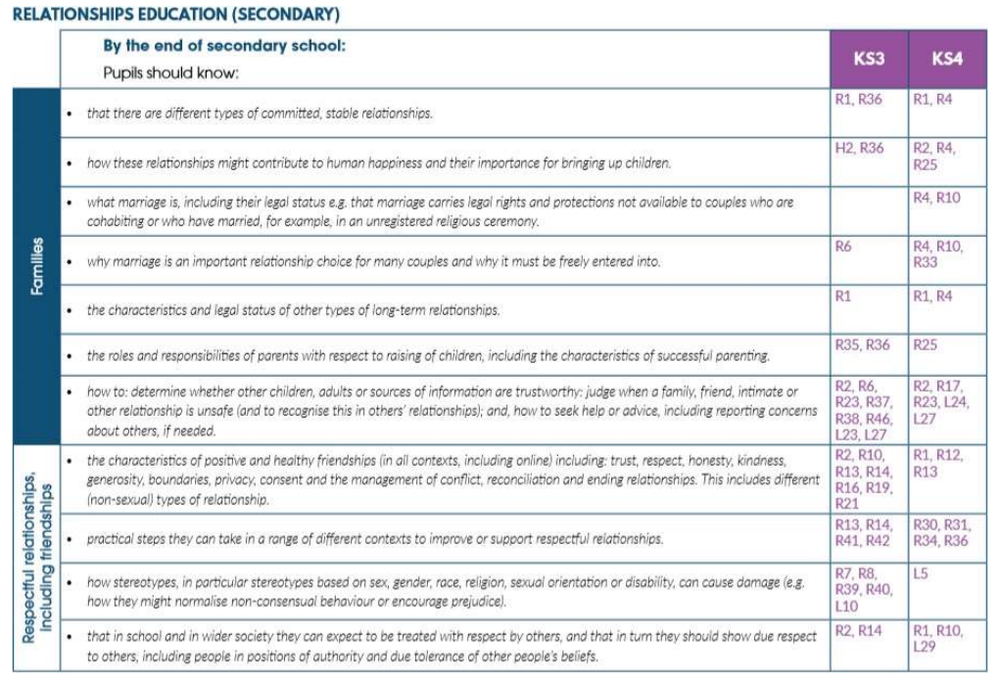 RELATIONSHIPS EDUCATION (SECONDARY)
By the end of secondary school:
Pupils should know:
KS3
KS4
Families
• that there are different types of committed, stable relationships.
R1, R36
R1, R4
• how these relationships might contribute to human happiness and their importance for bringing up children.
H2, R36
R2, R4,
R25
• what marriage is, including their legal status e.g. that marriage carries legal rights and protections not available to couples who are
cohabiting or who have married, for example, in an unregistered religious ceremony.
R4, R10
• why marriage is an important relationship choice for many couples and why it must be freely entered into.
R6
R4, R10,
R33
• the characteristics and legal status of other types of long-term relationships.
R1
R1, R4
• the roles and responsibilities of parents with respect to raising of children, including the characteristics of successful parenting.
R35, R36
R25
• how to: determine whether other children, adults or sources of information are trustworthy: judge when a family, friend, intimate or
other relationship is unsafe (and to recognise this in others' relationships); and, how to seek help or advice, including reporting concerns
about others, if needed.
R2, R6,
R23, R37,
R38, R46,
L23, L27
R2, R17,
R23, L24,
L27
Respectful relationships,
including friendships
• the characteristics of positive and healthy friendships (in all contexts, including online) including: trust, respect, honesty, kindness,
generosity, boundaries, privacy, consent and the management of conflict, reconciliation and ending relationships. This includes different
(non-sexual) types of relationship.
R2, R10,
R13, R14,
R16, R19,
R21
R1, R12,
R13
• practical steps they can take in a range of different contexts to improve or support respectful relationships.
R13, R14,
R41, R42
R30, R31,
R34, R36
• how stereotypes, in particular stereotypes based on sex, gender, race, religion, sexual orientation or disability, can cause damage (e.g.
how they might normalise non-consensual behaviour or encourage prejudice).
R7, R8,
R39, R40,
L10
L5
• that in school and in wider society they can expect to be treated with respect by others, and that in turn they should show due respect
to others, including people in positions of authority and due tolerance of other people's beliefs.
R2, R14
R1, R10,
L29